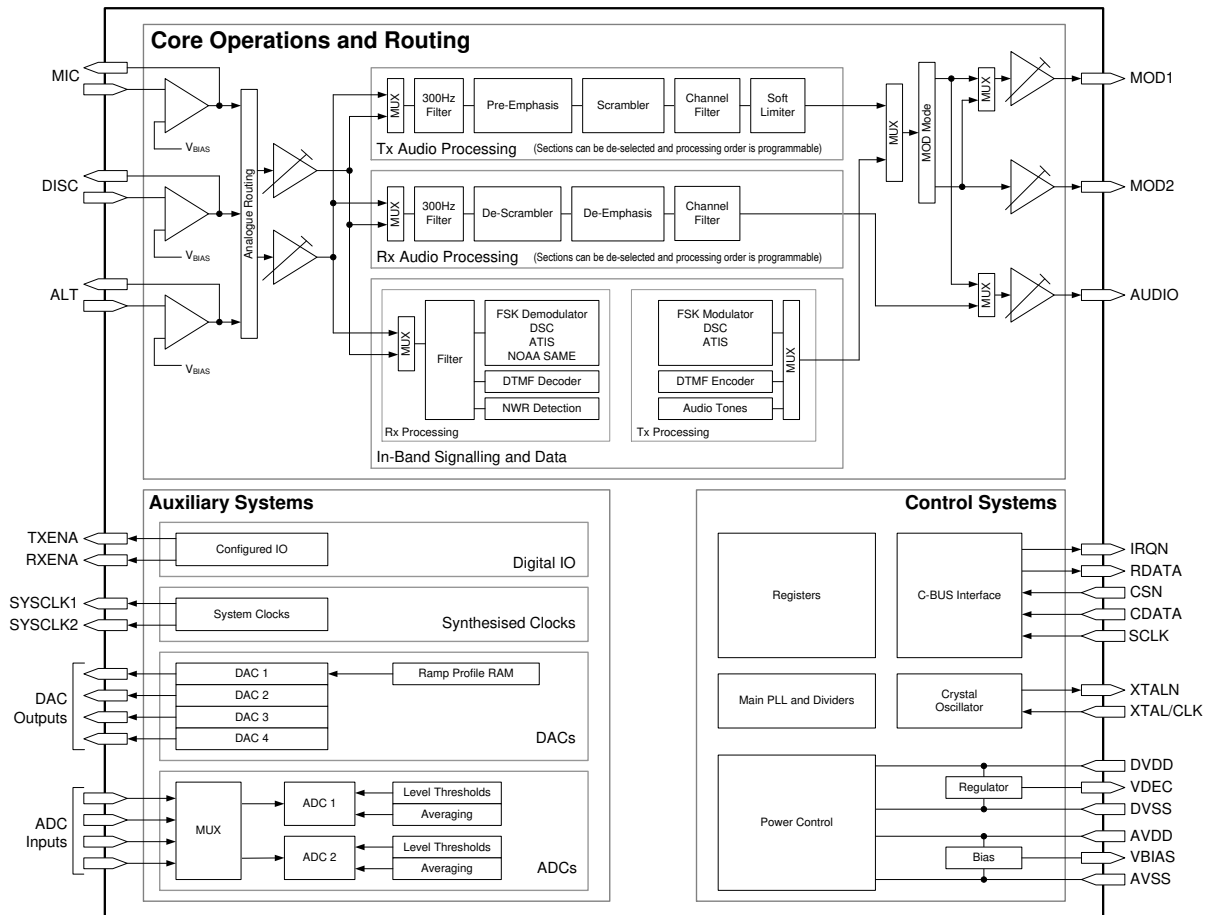 Core Operations and Routing
MIC
VBIAS
DISC
VBIAS
ALT
VBIAS
Analogue Routing
MUX
300Hz
Filter
Pre-Emphasis
Scrambler
Channel
Filter
Soft
Limiter
Tx Audio Processing (Sections can be de-selected and processing order is programmable)
MUX
300Hz
Filter
De-Scrambler
De-Emphasis
Channel
Filter
Rx Audio Processing (Sections can be de-selected and processing order is programmable)
MUX
Filter
FSK Demodulator
DSC
ATIS
NOAA SAME
DTMF Decoder
NWR Detection
Rx Processing
FSK Modulator
DSC
ATIS
DTMF Encoder
Audio Tones
MUX
Tx Processing
In-Band Signalling and Data
MUX
MOD Mode
MUX
MUX
MOD1
MOD2
AUDIO
Auxiliary Systems
TXENA
RXENA
Configured IO
Digital IO
SYSCLK1
SYSCLK2
System Clocks
Synthesised Clocks
DAC
Outputs
DAC 1
DAC 2
DAC 3
DAC 4
Ramp Profile RAM
DACs
ADC
Inputs
MUX
ADC 1
ADC 2
Level Thresholds
Averaging
Level Thresholds
Averaging
ADCs
Control Systems
Registers
C-BUS Interface
IRQN
RDATA
CSN
CDATA
SCLK
Main PLL and Dividers
Crystal
Oscillator
XTALN
XTAL/CLK
Power Control
Regulator
Bias
DVDD
VDEC
DVSS
AVDD
VBIAS
AVSS